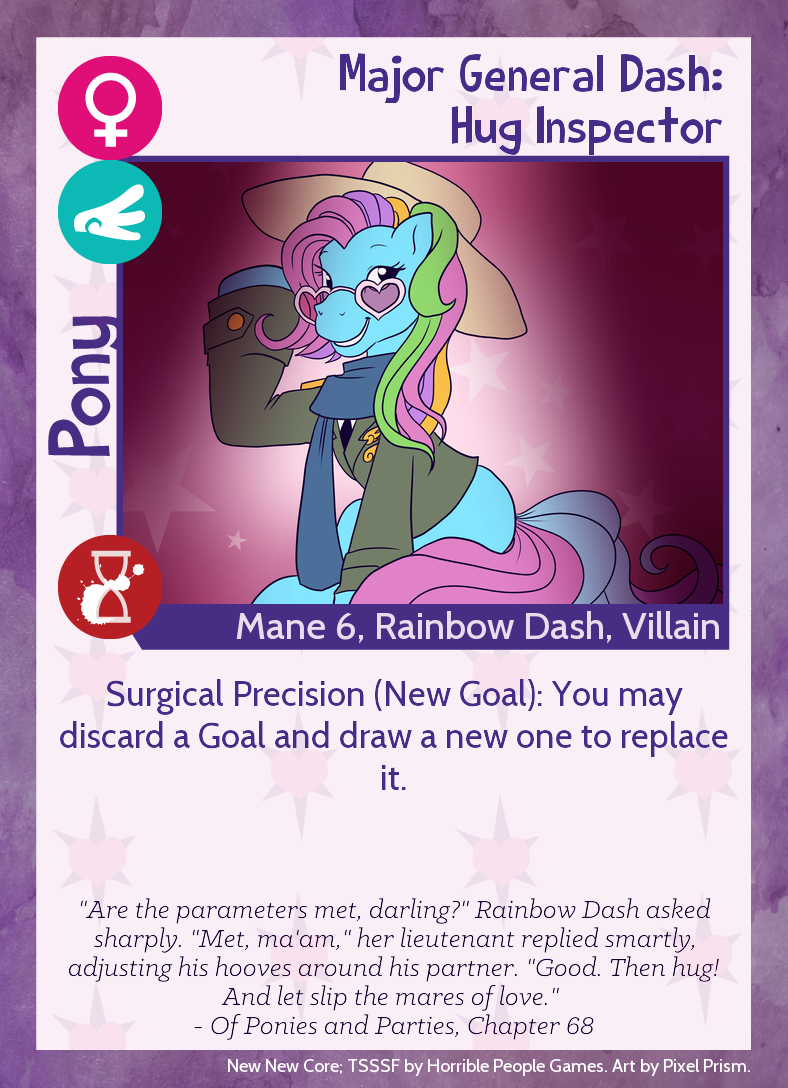 Major General Dash:
Hug Inspector
Pony
Mane 6, Rainbow Dash, Villain
Surgical Precision (New Goal): You may
discard a Goal and draw a new one to replace
it.
"Are the parameters met, darling?" Rainbow Dash asked
sharply. "Met, ma'am," her lieutenant replied smartly,
adjusting his hooves around his partner. "Good. Then hug!
And let slip the mares of love."
- Of Ponies and Parties, Chapter 68
New New Core; TSSSF by Horrible People Games. Art by Pixel Prism.